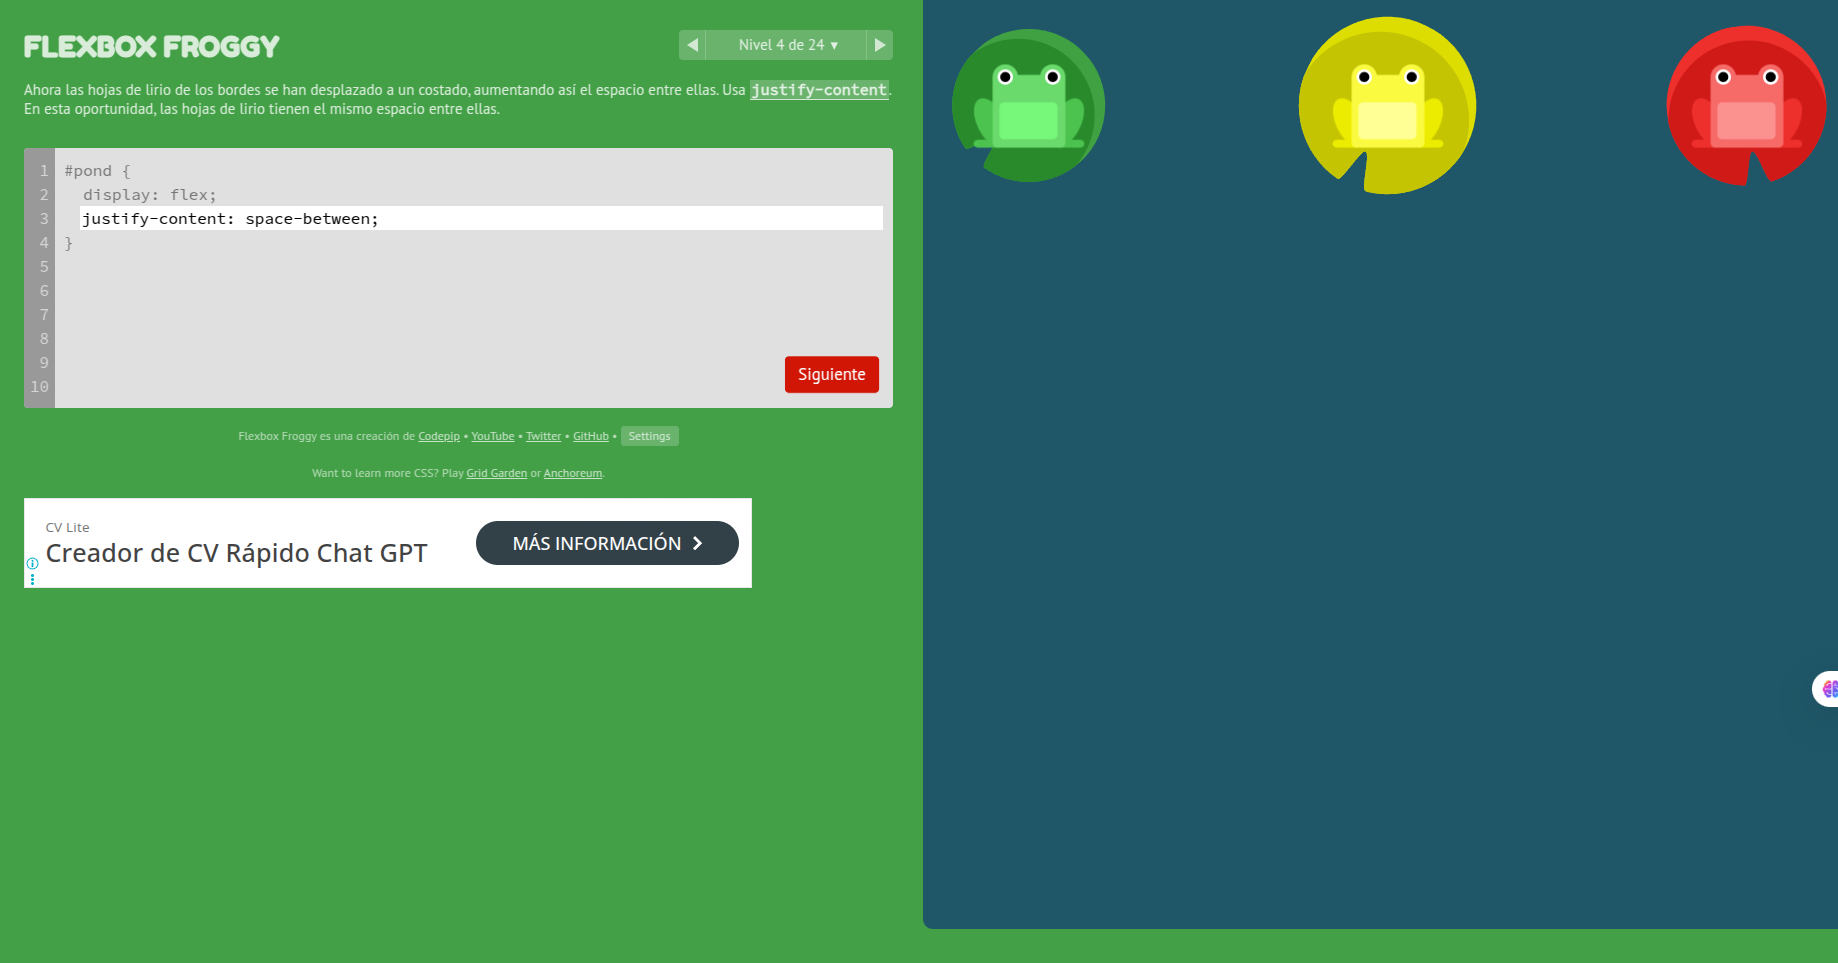 FLEXBOX FROGGY
Nivel 4 de 24 ▾
Ahora las hojas de lirio de los bordes se han desplazado a un costado, aumentando así el espacio entre ellas. Usa justify-content.
En esta oportunidad, las hojas de lirio tienen el mismo espacio entre ellas.
1 #pond {
2 display: flex;
3 justify-content: space-between;
4 }
5
6
7
8
9
10
Siguiente
Flexbox Froggy es una creación de Codepip • YouTube • Twitter • GitHub • Settings
Want to learn more CSS? Play Grid Garden or Anchoreum.
CV Lite
Creador de CV Rápido Chat GPT
MÁS INFORMACIÓN